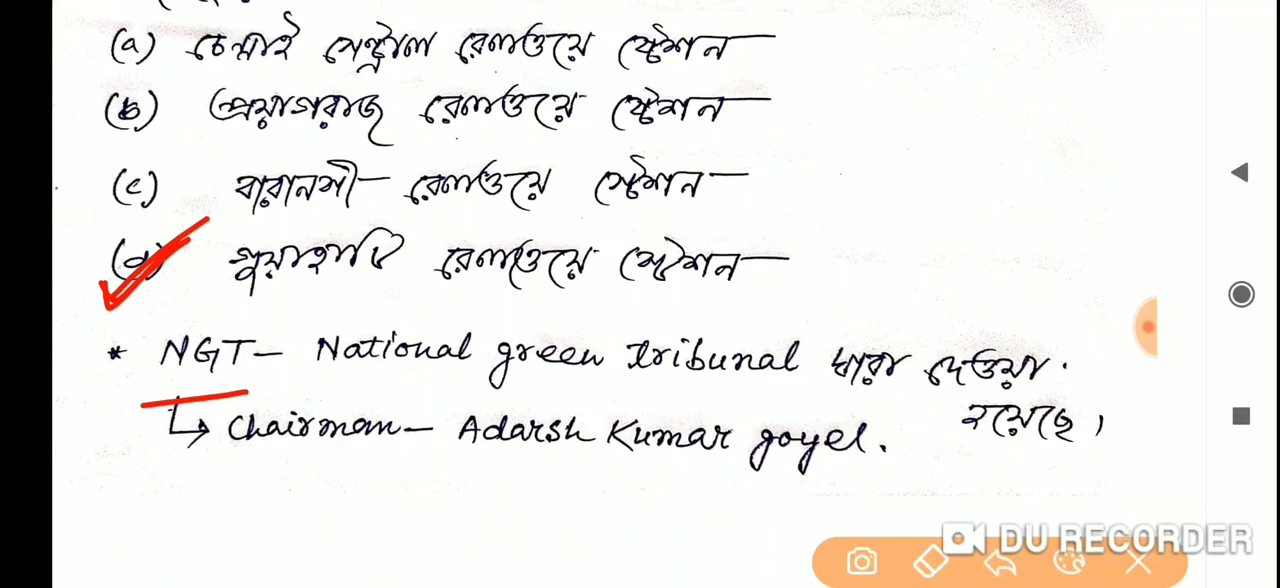 (a) চেন্নাই সেন্ট্রাল রেলওয়ে স্টেশন
(b) প্রয়াগরাজ রেলওয়ে স্টেশন
(c) বারানসী রেলওয়ে স্টেশন
(d) গুয়াহাটি রেলওয়ে স্টেশন
* NGT - National green tribunal দ্বারা দেওয়া
হয়েছে।
↳ Chairman - Adarsh Kumar goyel.
DU RECORDER